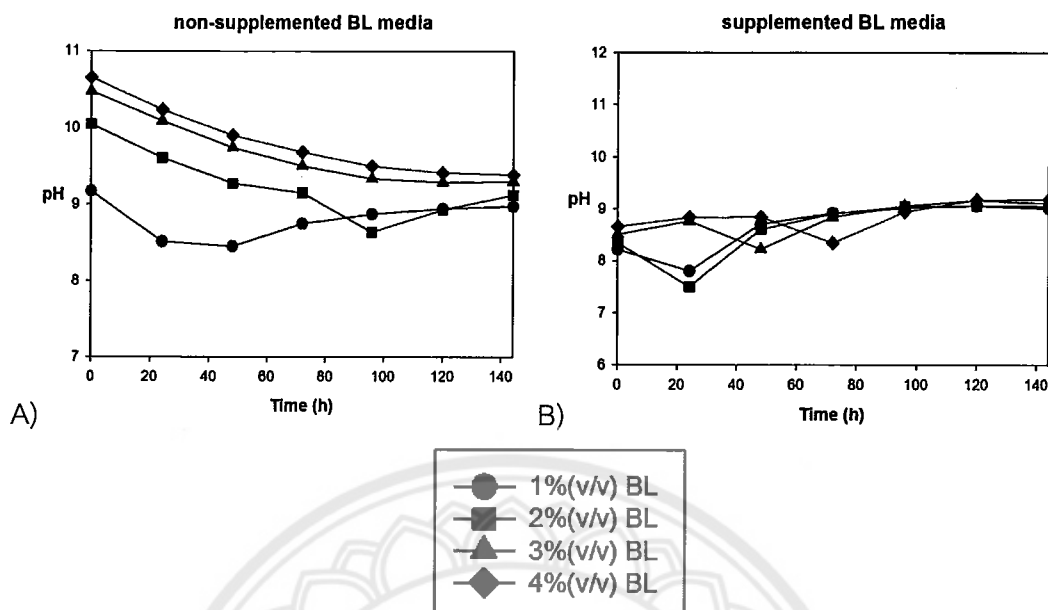 non-supplemented BL media
11
10
pH
9
8
7
0 20 40 60 80 100 120 140
Time (h)
A)
supplemented BL media
12
11
10
pH
9
8
7
6
0 20 40 60 80 100 120 140
Time (h)
B)
1%(v/v) BL
2%(v/v) BL
3%(v/v) BL
4%(v/v) BL